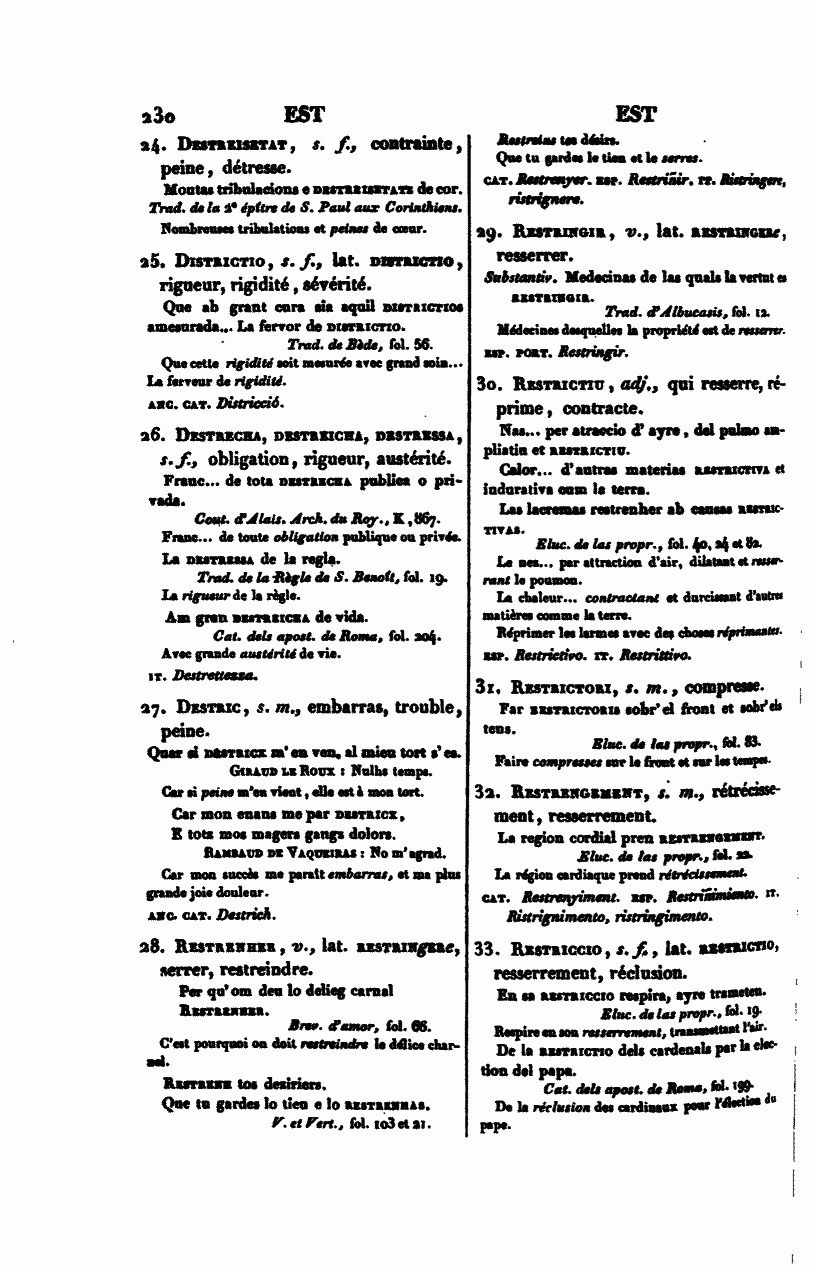 230 EST EST
24. DESTREISETAT, s. f., contrainte,
peine, détresse.
Moutas tribulacions e DESTREISETATZ de cor.
Trad. de la 2e épître de S. Paul aux Corinthiens.
Nombreuses tribulations et peines de cœur.
25. DISTRICTIO, s. f., lat. DISTRICTIO,
rigueur, rigidité, sévérité.
Que ab grant cura sia aquil DISTRICTIOS
amesurada... La fervor de DISTRICTIO.
Trad. de Bède, fol. 56.
Que cette rigidité soit mesurée avec grand soin...
La ferveur de rigidité.
ANC. CAT. Districció.
26. DESTRECHA, DESTREICHA, DESTRESSA,
s. f., obligation, rigueur, austérité.
Franc... de tota DESTRECHA publica o pri-
vada.
Cout. d'Alais. Arch. du Roy., K, 867.
Franc... de toute obligation publique ou privée.
La DESTRESSA de la regla.
Trad. de la Règle de S. Benoît, fol. 19.
La rigueur de la règle.
Am gran DESTREICHA de vida.
Cat. dels apost. de Roma, fol. 204.
Avec grande austérité de vie.
IT. Destrettezza.
27. DESTRIC, s. m., embarras, trouble,
peine.
Quar si DESTRICX m'en ven, al mieu tort s'es.
GIRAUD LE ROUX : Nulhs temps.
Car si peine m'en vient, elle est à mon tort.
Car mon enans me par DESTRICX,
E totz mos magers gaugz dolors.
RAMBAUD DE VAQUEIRAS : No m'agrad.
Car mon succès me paraît embarras, et ma plus
grande joie douleur.
ANC. CAT. Destrich.
28. RESTRENHER, v., lat. RESTRINGERE,
serrer, restreindre.
Per qu'om deu lo delieg carnal
RESTRENHER.
Brev. d'amor, fol. 66.
C'est pourquoi on doit restreindre le délice char-
nel.
RESTRENH tos deziriers.
Que tu gardes lo tieu e lo RESTRENHAS.
V. et Vert., fol. 103 et 21.
Restreins tes désirs.
Que tu gardes le tien et le serres.
CAT. Restrenyer. ESP. Restriñir. IT. Ristringere,
ristrignere.
29. RESTRINGIR, v., lat. RESTRINGERE,
resserrer.
Substantiv. Medecinas de las quals la vertut es
RESTRINGIR.
Trad. d'Albucasis, fol. 12.
Médecines desquelles la propriété est de resserrer.
ESP. PORT. Restringir.
30. RESTRICTIU, adj., qui resserre, ré-
prime, contracte.
Nas... per atraccio d'ayre, del pulmo am-
pliatiu et RESTRICTIU.
Calor... d'autras materias RESTRICTIVA et
indurativa cum la terra.
Las lacremas restrenher ab causas RESTRIC-
TIVAS.
Eluc. de las propr., fol. 40, 24 et 82.
Le nez... par attraction d'air, dilatant et resser-
rant le poumon.
La chaleur... contractant et durcissant d'autres
matières comme la terre.
Réprimer les larmes avec des choses réprimantes.
ESP. Restrictivo. IT. Restrittivo.
31. RESTRICTORI, s. m., compresse.
Far RESTRICTORIS sobr'el front et sobr'els
tens.
Eluc. de las propr., fol. 83.
Faire compresses sur le front et sur les temps.
32. RESTRENGEMENT, s. m., rétrécisse-
ment, resserrement.
La region cordial pren RESTRENGEMENT.
Eluc. de las propr., fol. 22.
La région cardiaque prend rétrécissement.
CAT. Restrenyiment. ESP. Restriñimiento. IT.
Ristrignimento, ristringimento.
33. RESTRICCIO, s. f., lat. RESTRICTIO,
resserrement, réclusion.
En sa RESTRICCIO respira, ayre trameten.
Eluc. de las propr., fol. 19.
Respire en son resserrement, transmettant l'air.
De la RESTRICTIO dels cardenals par la elec-
tion del papa.
Cat. dels apost. de Roma, fol. 199.
De la réclusion des cardinaux pour l'élection du
pape.